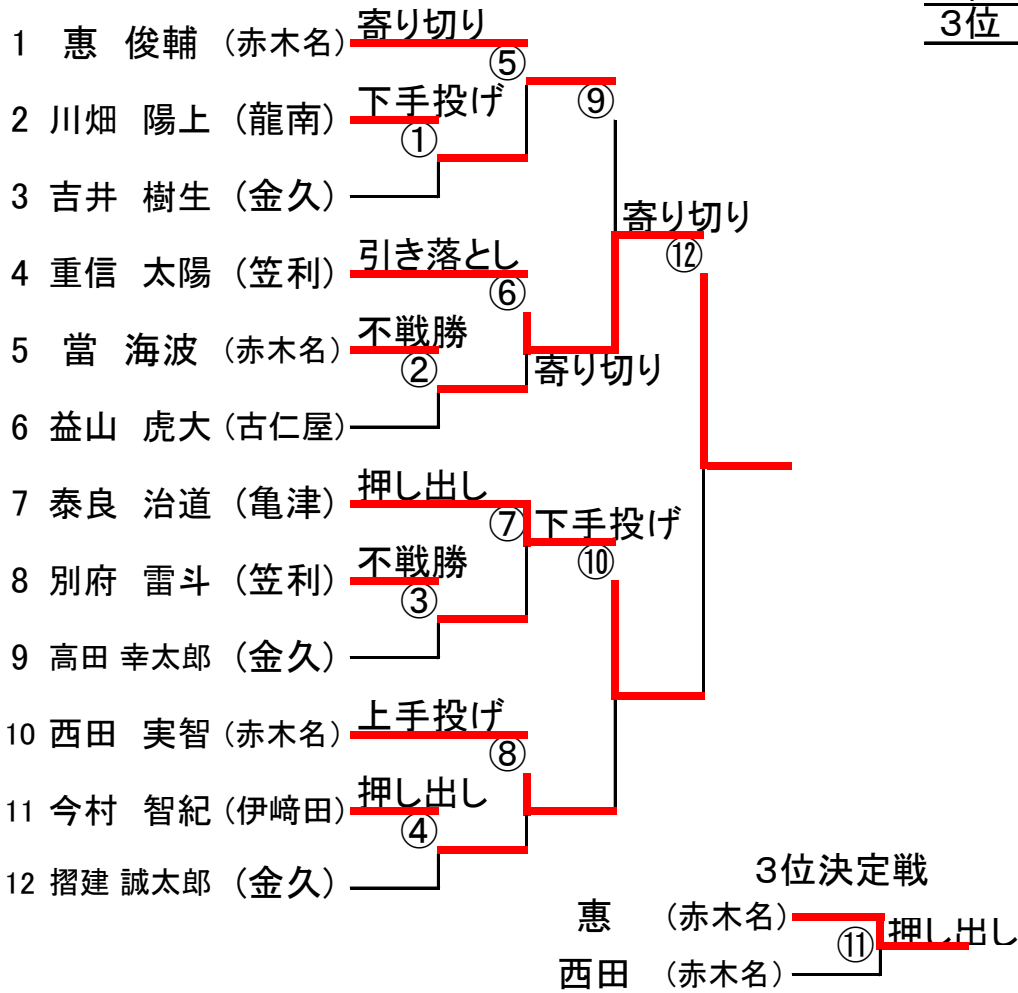 3位
1 惠 俊輔 (赤木名) 寄り切り
⑤
⑨
2 川畑 陽上 (龍南) 下手投げ
①
3 吉井 樹生 (金久)
寄り切り
⑫
4 重信 太陽 (笠利) 引き落とし
⑥
5 當 海波 (赤木名) 不戦勝
②
寄り切り
6 益山 虎大 (古仁屋)
7 泰良 治道 (亀津) 押し出し
⑦ 下手投げ
⑩
8 別府 雷斗 (笠利) 不戦勝
③
9 高田 幸太郎 (金久)
10 西田 実智 (赤木名) 上手投げ
⑧
11 今村 智紀 (伊﨑田) 押し出し
④
12 摺建 誠太郎 (金久)
3位決定戦
惠 (赤木名)
⑪ 押し出し
西田 (赤木名)